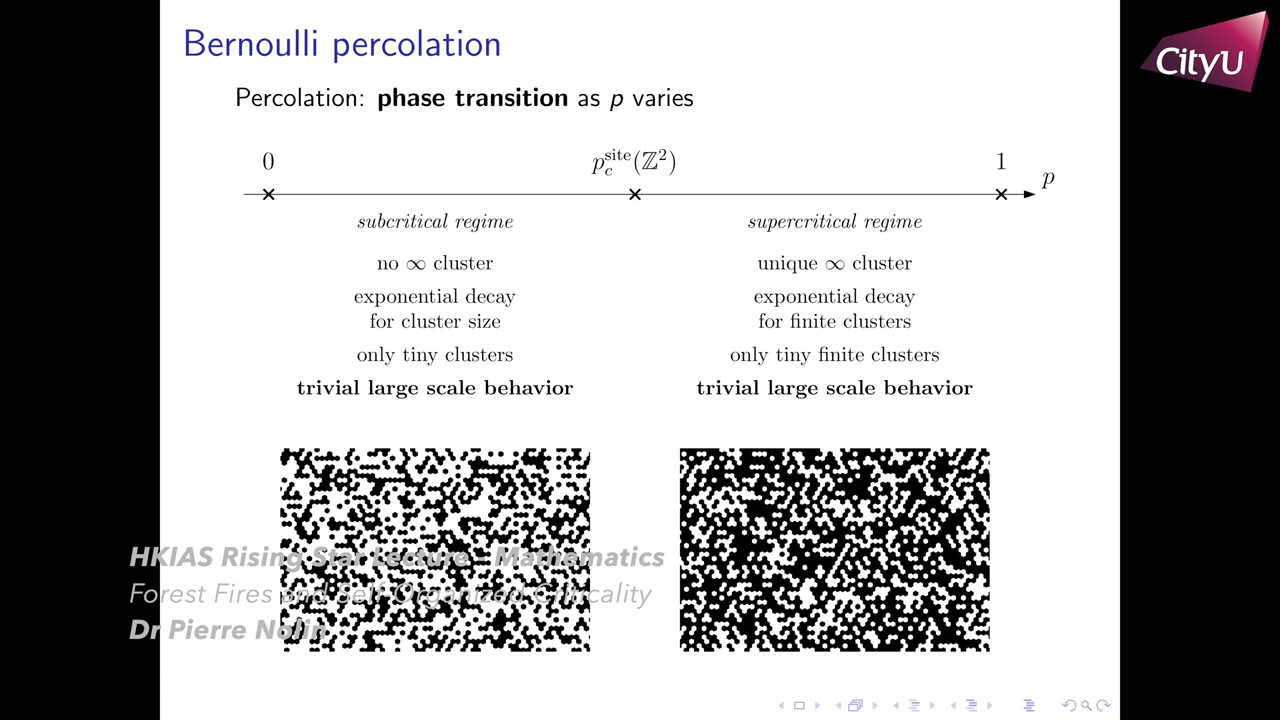 Bernoulli percolation
CityU
Percolation: phase transition as p varies
0
p_c^site(ℤ²)
1
p
subcritical regime
supercritical regime
no ∞ cluster
unique ∞ cluster
exponential decay
for cluster size
exponential decay
for finite clusters
only tiny clusters
only tiny finite clusters
trivial large scale behavior
trivial large scale behavior
HKIAS Rising Star Lecture - Mathematics
Forest Fires and Self-Organized Criticality
Dr Pierre Nolin